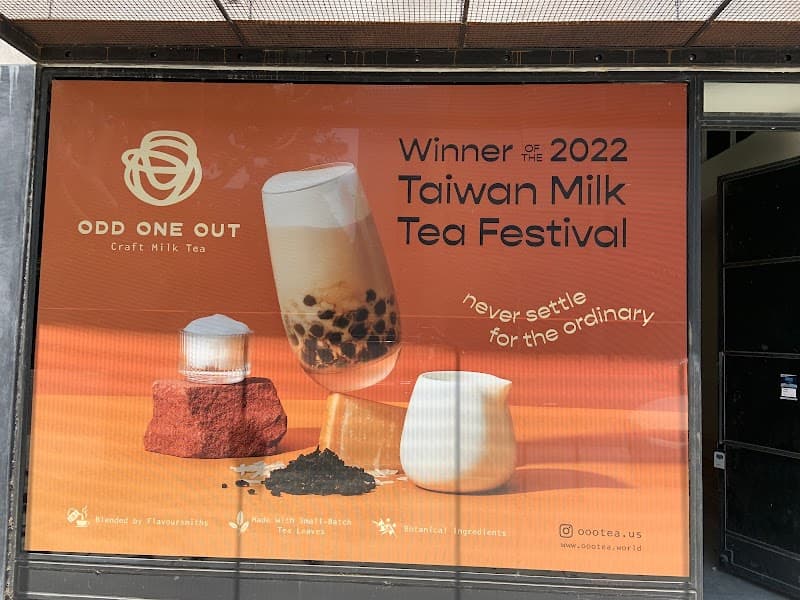 ODD ONE OUT
Craft Milk Tea
Winner OF THE 2022
Taiwan Milk
Tea Festival
never settle
for the ordinary
Blended by Flavoursmiths
Made with Small-Batch
Tea Leaves
Botanical Ingredients
oootea.us
www.oootea.world